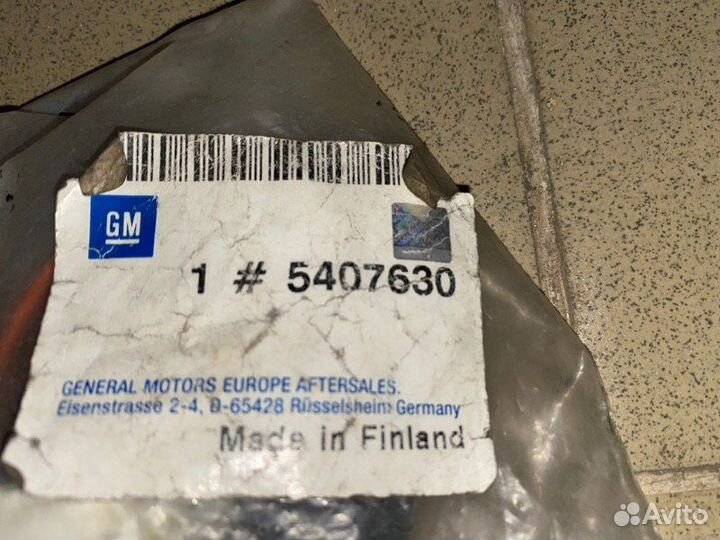 GM
1 # 5407630
GENERAL MOTORS EUROPE AFTERSALES.
Eisenstrasse 2-4, D-65428 Rüsselsheim Germany
Made in Finland
Avito